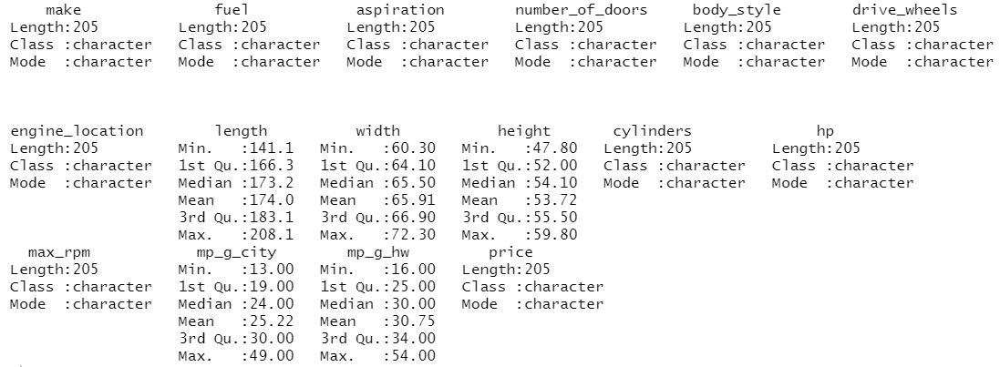 make fuel aspiration number_of_doors body_style drive_wheels
Length:205 Length:205 Length:205 Length:205 Length:205 Length:205
Class :character Class :character Class :character Class :character Class :character Class :character
Mode :character Mode :character Mode :character Mode :character Mode :character Mode :character
engine_location length width height cylinders hp
Length:205 Min. :141.1 Min. :60.30 Min. :47.80 Length:205 Length:205
Class :character 1st Qu.:166.3 1st Qu.:64.10 1st Qu.:52.00 Class :character Class :character
Mode :character Median :173.2 Median :65.50 Median :54.10 Mode :character Mode :character
Mean :174.0 Mean :65.91 Mean :53.72
3rd Qu.:183.1 3rd Qu.:66.90 3rd Qu.:55.50
Max. :208.1 Max. :72.30 Max. :59.80
max_rpm mp_g_city mp_g_hw price
Length:205 Min. :13.00 Min. :16.00 Length:205
Class :character 1st Qu.:19.00 1st Qu.:25.00 Class :character
Mode :character Median :24.00 Median :30.00 Mode :character
Mean :25.22 Mean :30.75
3rd Qu.:30.00 3rd Qu.:34.00
Max. :49.00 Max. :54.00